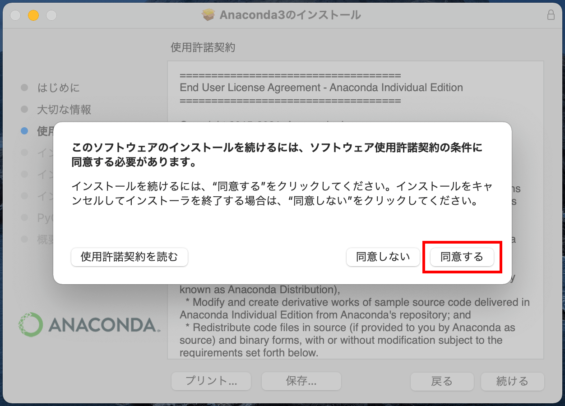 Anaconda3のインストール
使用許諾契約
はじめに
大切な情報
使用
====================================
End User License Agreement - Anaconda Individual Edition
====================================
このソフトウェアのインストールを続けるには、ソフトウェア使用許諾契約の条件に
同意する必要があります。
インストールを続けるには、“同意する”をクリックしてください。インストールをキャ
ンセルしてインストーラを終了する場合は、“同意しない”をクリックしてください。
使用許諾契約を読む
同意しない
同意する
known as Anaconda Distribution),
* Modify and create derivative works of sample source code delivered in
Anaconda Individual Edition from Anaconda's repository; and
* Redistribute code files in source (if provided to you by Anaconda as
source) and binary forms, with or without modification subject to the
requirements set forth below.
ANACONDA.
プリント...
保存...
戻る
続ける